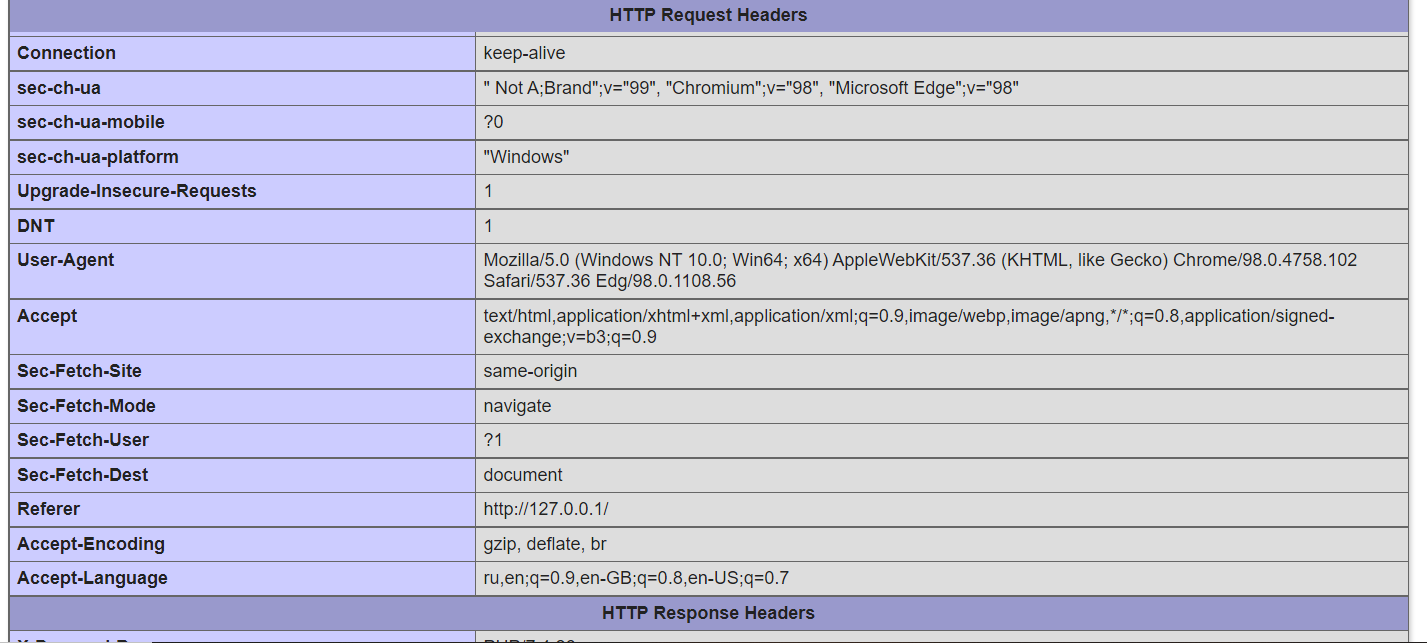 HTTP Request Headers
Connection keep-alive
sec-ch-ua " Not A;Brand";v="99", "Chromium";v="98", "Microsoft Edge";v="98"
sec-ch-ua-mobile ?0
sec-ch-ua-platform "Windows"
Upgrade-Insecure-Requests 1
DNT 1
User-Agent Mozilla/5.0 (Windows NT 10.0; Win64; x64) AppleWebKit/537.36 (KHTML, like Gecko) Chrome/98.0.4758.102
Safari/537.36 Edg/98.0.1108.56
Accept text/html,application/xhtml+xml,application/xml;q=0.9,image/webp,image/apng,*/*;q=0.8,application/signed-
exchange;v=b3;q=0.9
Sec-Fetch-Site same-origin
Sec-Fetch-Mode navigate
Sec-Fetch-User ?1
Sec-Fetch-Dest document
Referer http://127.0.0.1/
Accept-Encoding gzip, deflate, br
Accept-Language ru,en;q=0.9,en-GB;q=0.8,en-US;q=0.7
HTTP Response Headers